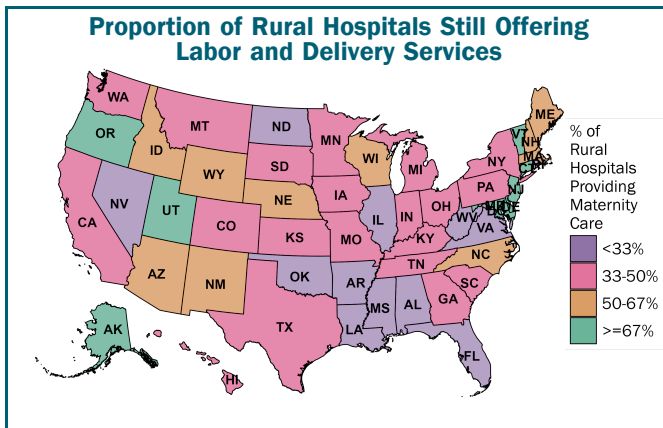 Proportion of Rural Hospitals Still Offering
Labor and Delivery Services
% of
Rural
Hospitals
Providing
Maternity
Care
<33%
33-50%
50-67%
>=67%
WA
OR
ID
MT
ND
MN
WI
MI
NY
VT
NH
ME
MA
SD
WY
NE
IA
IL
IN
OH
PA
NJ
CA
NV
UT
CO
KS
MO
KY
WV
VA
DE
AZ
NM
OK
AR
TN
NC
SC
TX
LA
MS
AL
GA
FL
AK
HI